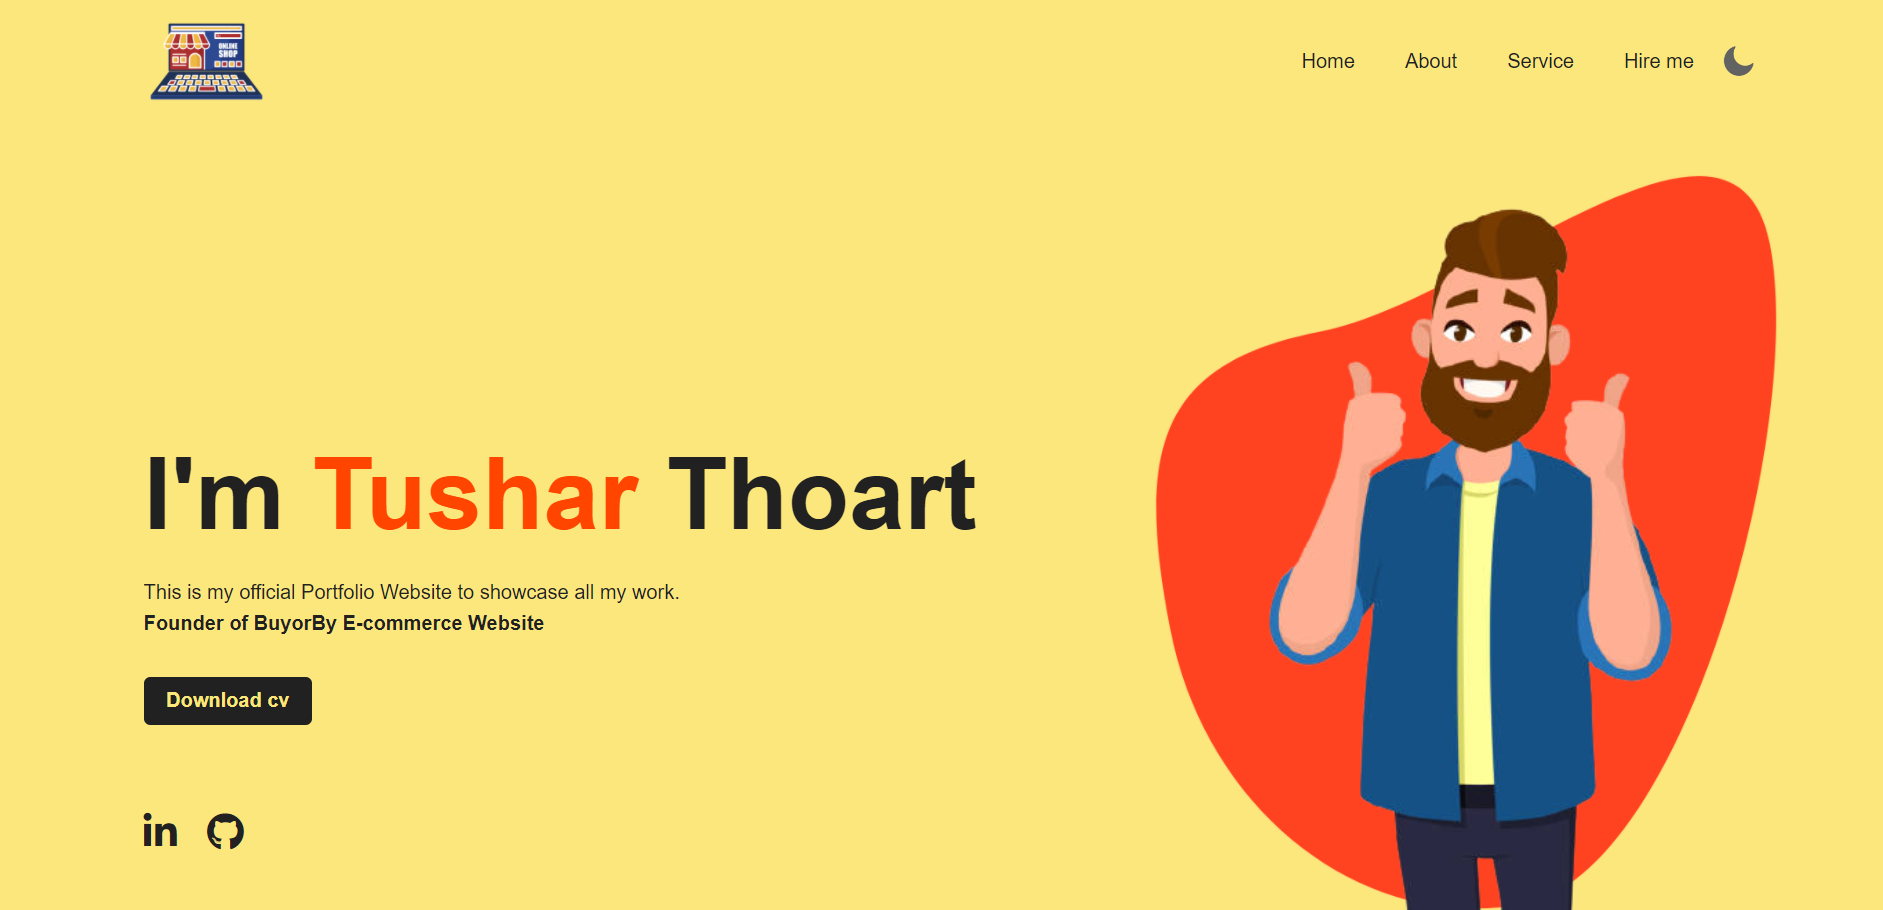 ONLINE
SHOP
Home
About
Service
Hire me
I'm Tushar Thoart
This is my official Portfolio Website to showcase all my work.
Founder of BuyorBy E-commerce Website
Download cv
in